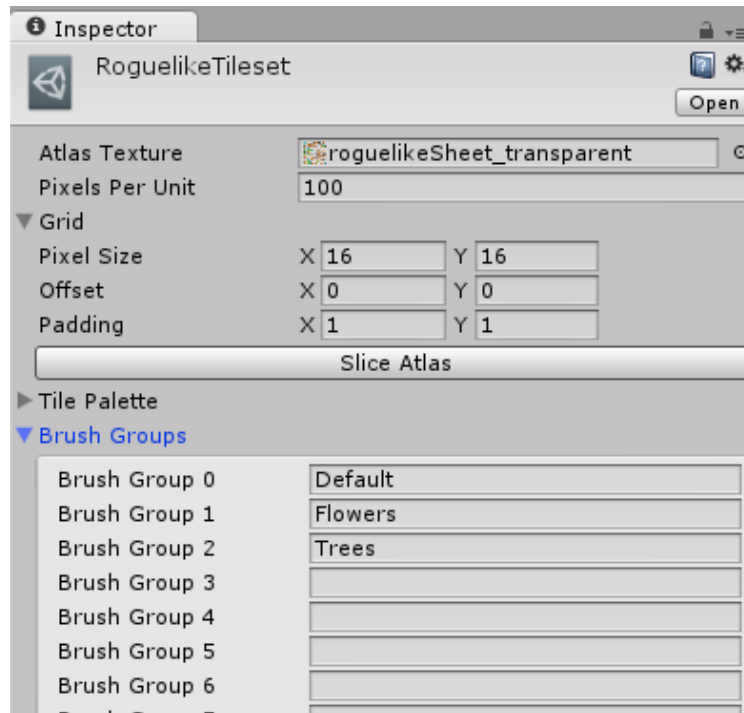 Inspector
RoguelikeTileset
Open
Atlas Texture roguelikeSheet_transparent
Pixels Per Unit 100
Grid
Pixel Size X 16 Y 16
Offset X 0 Y 0
Padding X 1 Y 1
Slice Atlas
Tile Palette
Brush Groups
Brush Group 0 Default
Brush Group 1 Flowers
Brush Group 2 Trees
Brush Group 3
Brush Group 4
Brush Group 5
Brush Group 6